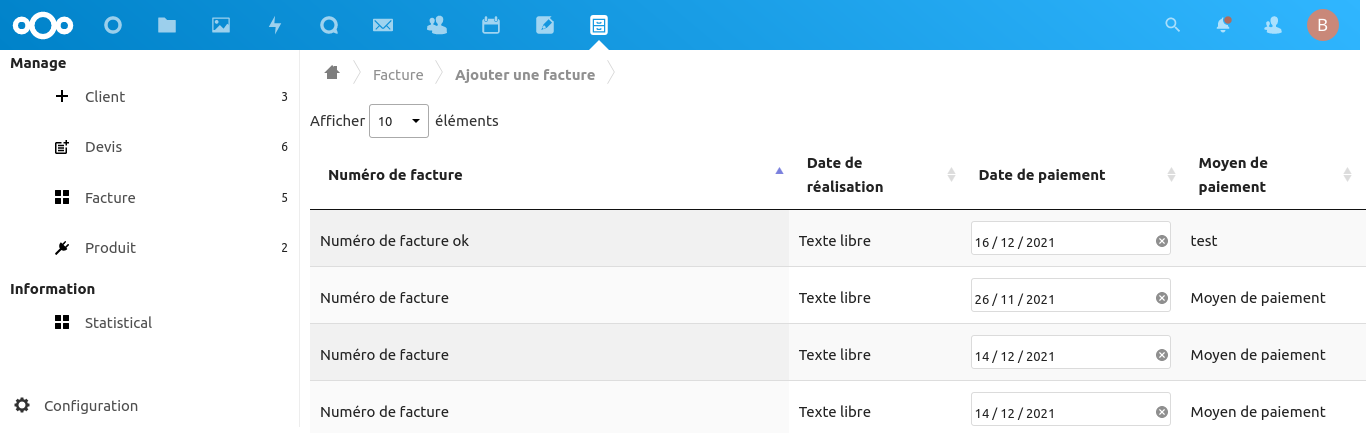 B
Manage
Client 3
Devis 6
Facture 5
Produit 2
Information
Statistical
Configuration
Facture Ajouter une facture
Afficher 10 éléments
Numéro de facture Date de réalisation Date de paiement Moyen de paiement
Numéro de facture ok Texte libre 16 / 12 / 2021 test
Numéro de facture Texte libre 26 / 11 / 2021 Moyen de paiement
Numéro de facture Texte libre 14 / 12 / 2021 Moyen de paiement
Numéro de facture Texte libre 14 / 12 / 2021 Moyen de paiement